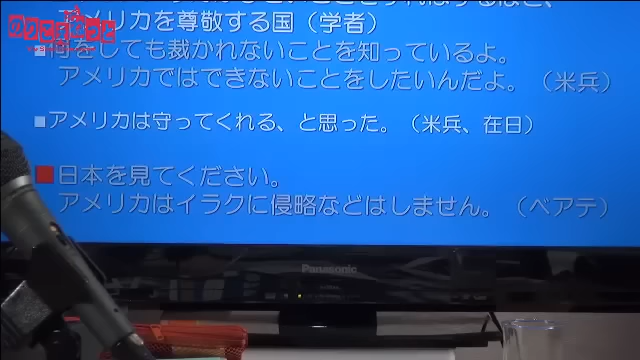 アメリカを尊敬する国（学者）
■何をしても裁かれないことを知っているよ。
アメリカではできないことをしたいんだよ。（米兵）
■アメリカは守ってくれる、と思った。（米兵、在日）
■日本を見てください。
アメリカはイラクに侵略などはしません。（ベアテ）
Panasonic